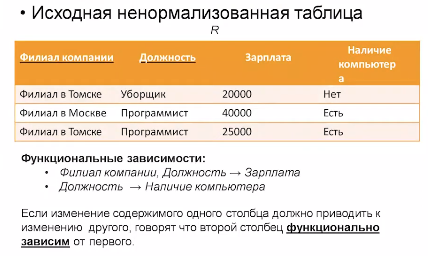 • Исходная ненормализованная таблица
R
Филиал компании Должность Зарплата Наличие компьютера
Филиал в Томске Уборщик 20000 Нет
Филиал в Москве Программист 40000 Есть
Филиал в Томске Программист 25000 Есть
Функциональные зависимости:
• Филиал компании, Должность → Зарплата
• Должность → Наличие компьютера
Если изменение содержимого одного столбца должно приводить к
изменению другого, говорят что второй столбец функционально
зависим от первого.